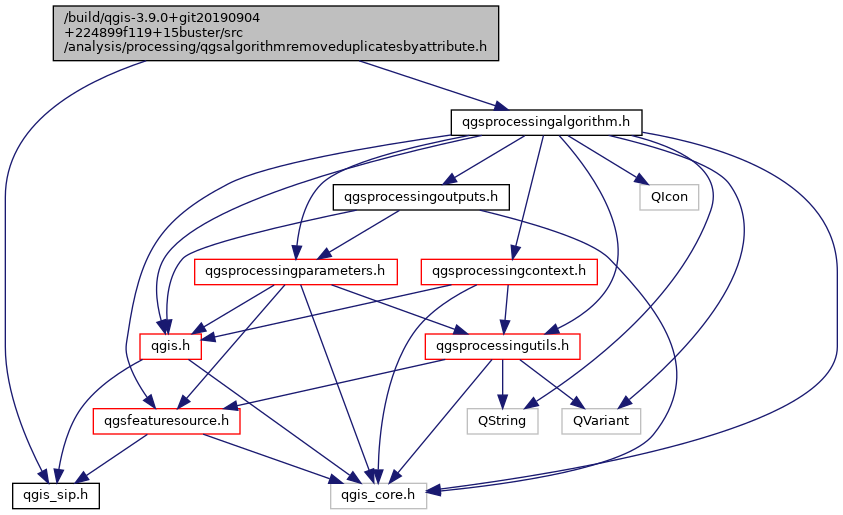 /build/qgis-3.9.0+git20190904
+224899f119+15buster/src
/analysis/processing/qgsalgorithmremoveduplicatesbyattribute.h
qgsprocessingalgorithm.h
qgsprocessingoutputs.h
QIcon
qgsprocessingparameters.h
qgsprocessingcontext.h
qgis.h
qgsprocessingutils.h
qgsfeaturesource.h
QString
QVariant
qgis_sip.h
qgis_core.h